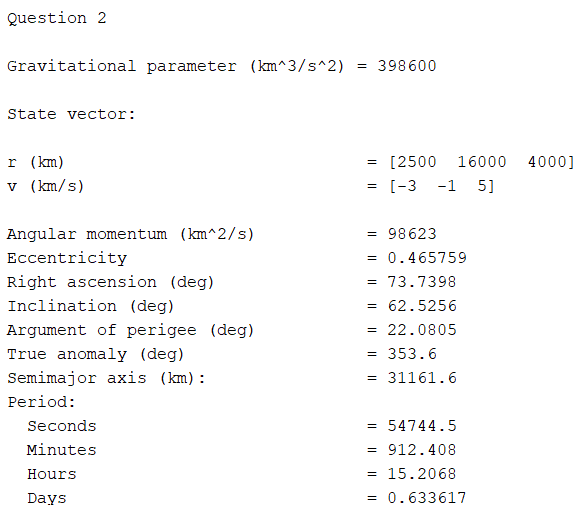 Question 2
Gravitational parameter (km^3/s^2) = 398600
State vector:
r (km) = [2500 16000 4000]
v (km/s) = [-3 -1 5]
Angular momentum (km^2/s) = 98623
Eccentricity = 0.465759
Right ascension (deg) = 73.7398
Inclination (deg) = 62.5256
Argument of perigee (deg) = 22.0805
True anomaly (deg) = 353.6
Semimajor axis (km): = 31161.6
Period:
Seconds = 54744.5
Minutes = 912.408
Hours = 15.2068
Days = 0.633617